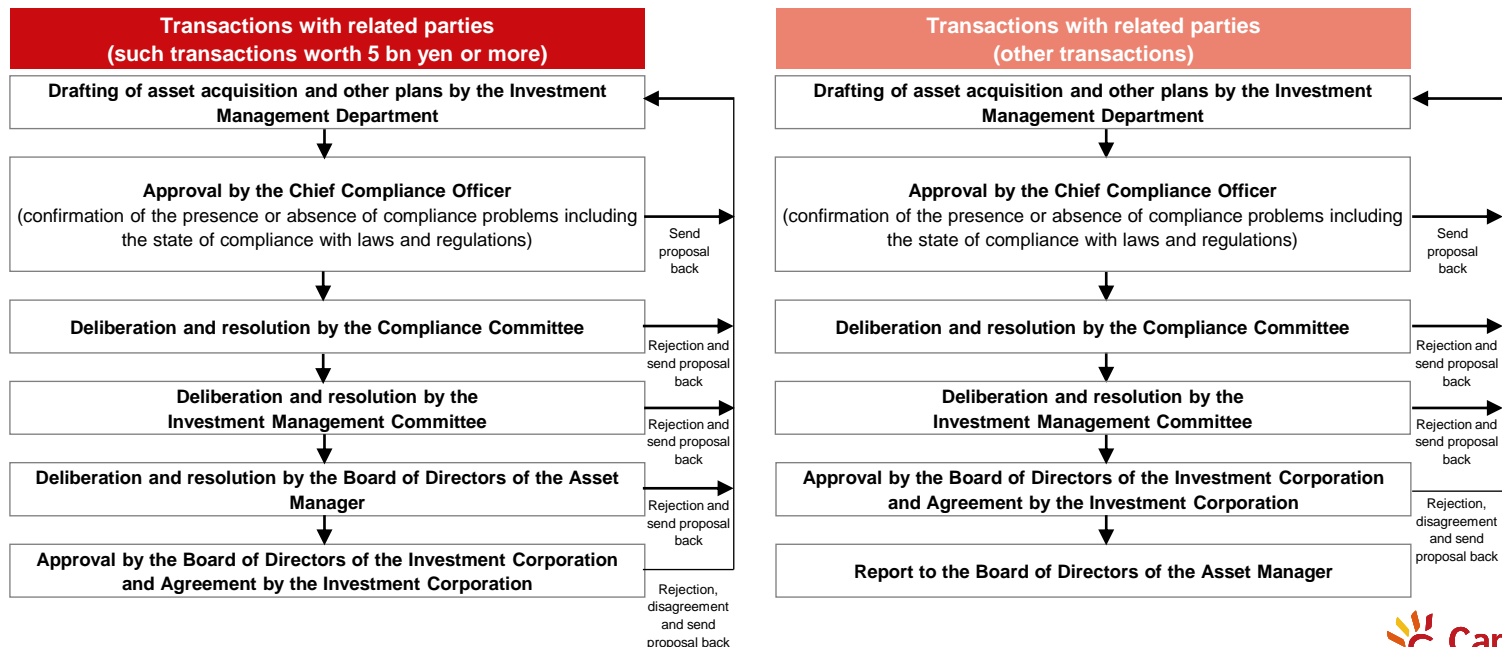 Transactions with related parties
(such transactions worth 5 bn yen or more)
Drafting of asset acquisition and other plans by the Investment
Management Department
Approval by the Chief Compliance Officer
(confirmation of the presence or absence of compliance problems including
the state of compliance with laws and regulations)
Send
proposal
back
Deliberation and resolution by the Compliance Committee
Rejection and
send proposal
back
Deliberation and resolution by the
Investment Management Committee
Rejection and
send proposal
back
Deliberation and resolution by the Board of Directors of the Asset
Manager
Rejection and
send proposal
back
Approval by the Board of Directors of the Investment Corporation
and Agreement by the Investment Corporation
Rejection,
disagreement
and send
proposal back
Transactions with related parties
(other transactions)
Drafting of asset acquisition and other plans by the Investment
Management Department
Approval by the Chief Compliance Officer
(confirmation of the presence or absence of compliance problems including
the state of compliance with laws and regulations)
Send
proposal
back
Deliberation and resolution by the Compliance Committee
Rejection and
send proposal
back
Deliberation and resolution by the
Investment Management Committee
Rejection and
send proposal
back
Approval by the Board of Directors of the Investment Corporation
and Agreement by the Investment Corporation
Rejection,
disagreement
and send
proposal back
Report to the Board of Directors of the Asset Manager